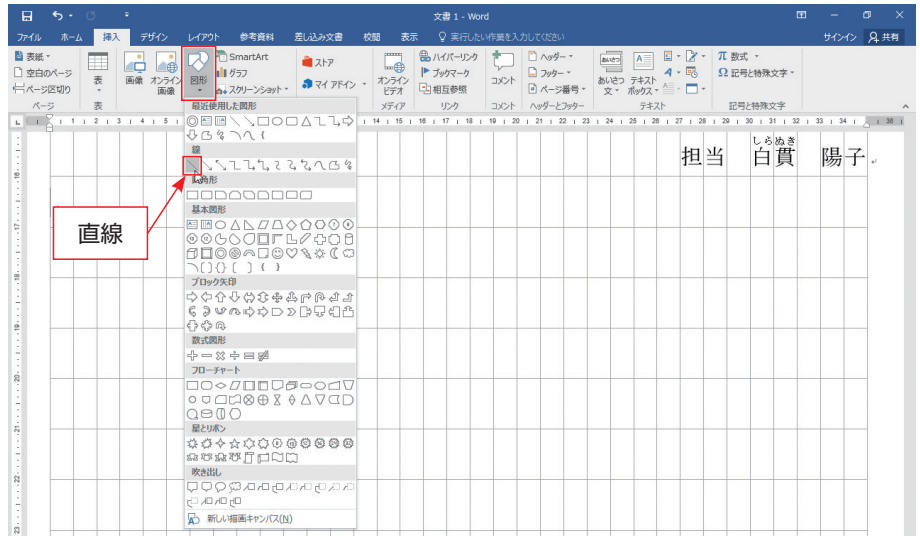 文書 1 - Word
ファイル ホーム 挿入 デザイン レイアウト 参考資料 差し込み文書 校閲 表示 実行したい作業を入力してください サインイン 共有
表紙
空白のページ
ページ区切り
ページ
表
表
画像
オンライン画像
図形
SmartArt
グラフ
スクリーンショット
ストア
マイ アドイン
オンラインビデオ
メディア
ハイパーリンク
ブックマーク
相互参照
リンク
コメント
コメント
ヘッダー
フッター
ページ番号
ヘッダーとフッター
あいさつ文
テキストボックス
テキスト
数式
記号と特殊文字
記号と特殊文字
最近使用した図形
線
直線
基本図形
ブロック矢印
数式図形
フローチャート
星とリボン
吹き出し
新しい描画キャンバス(N)
しらぬき
担当 白貫 陽子